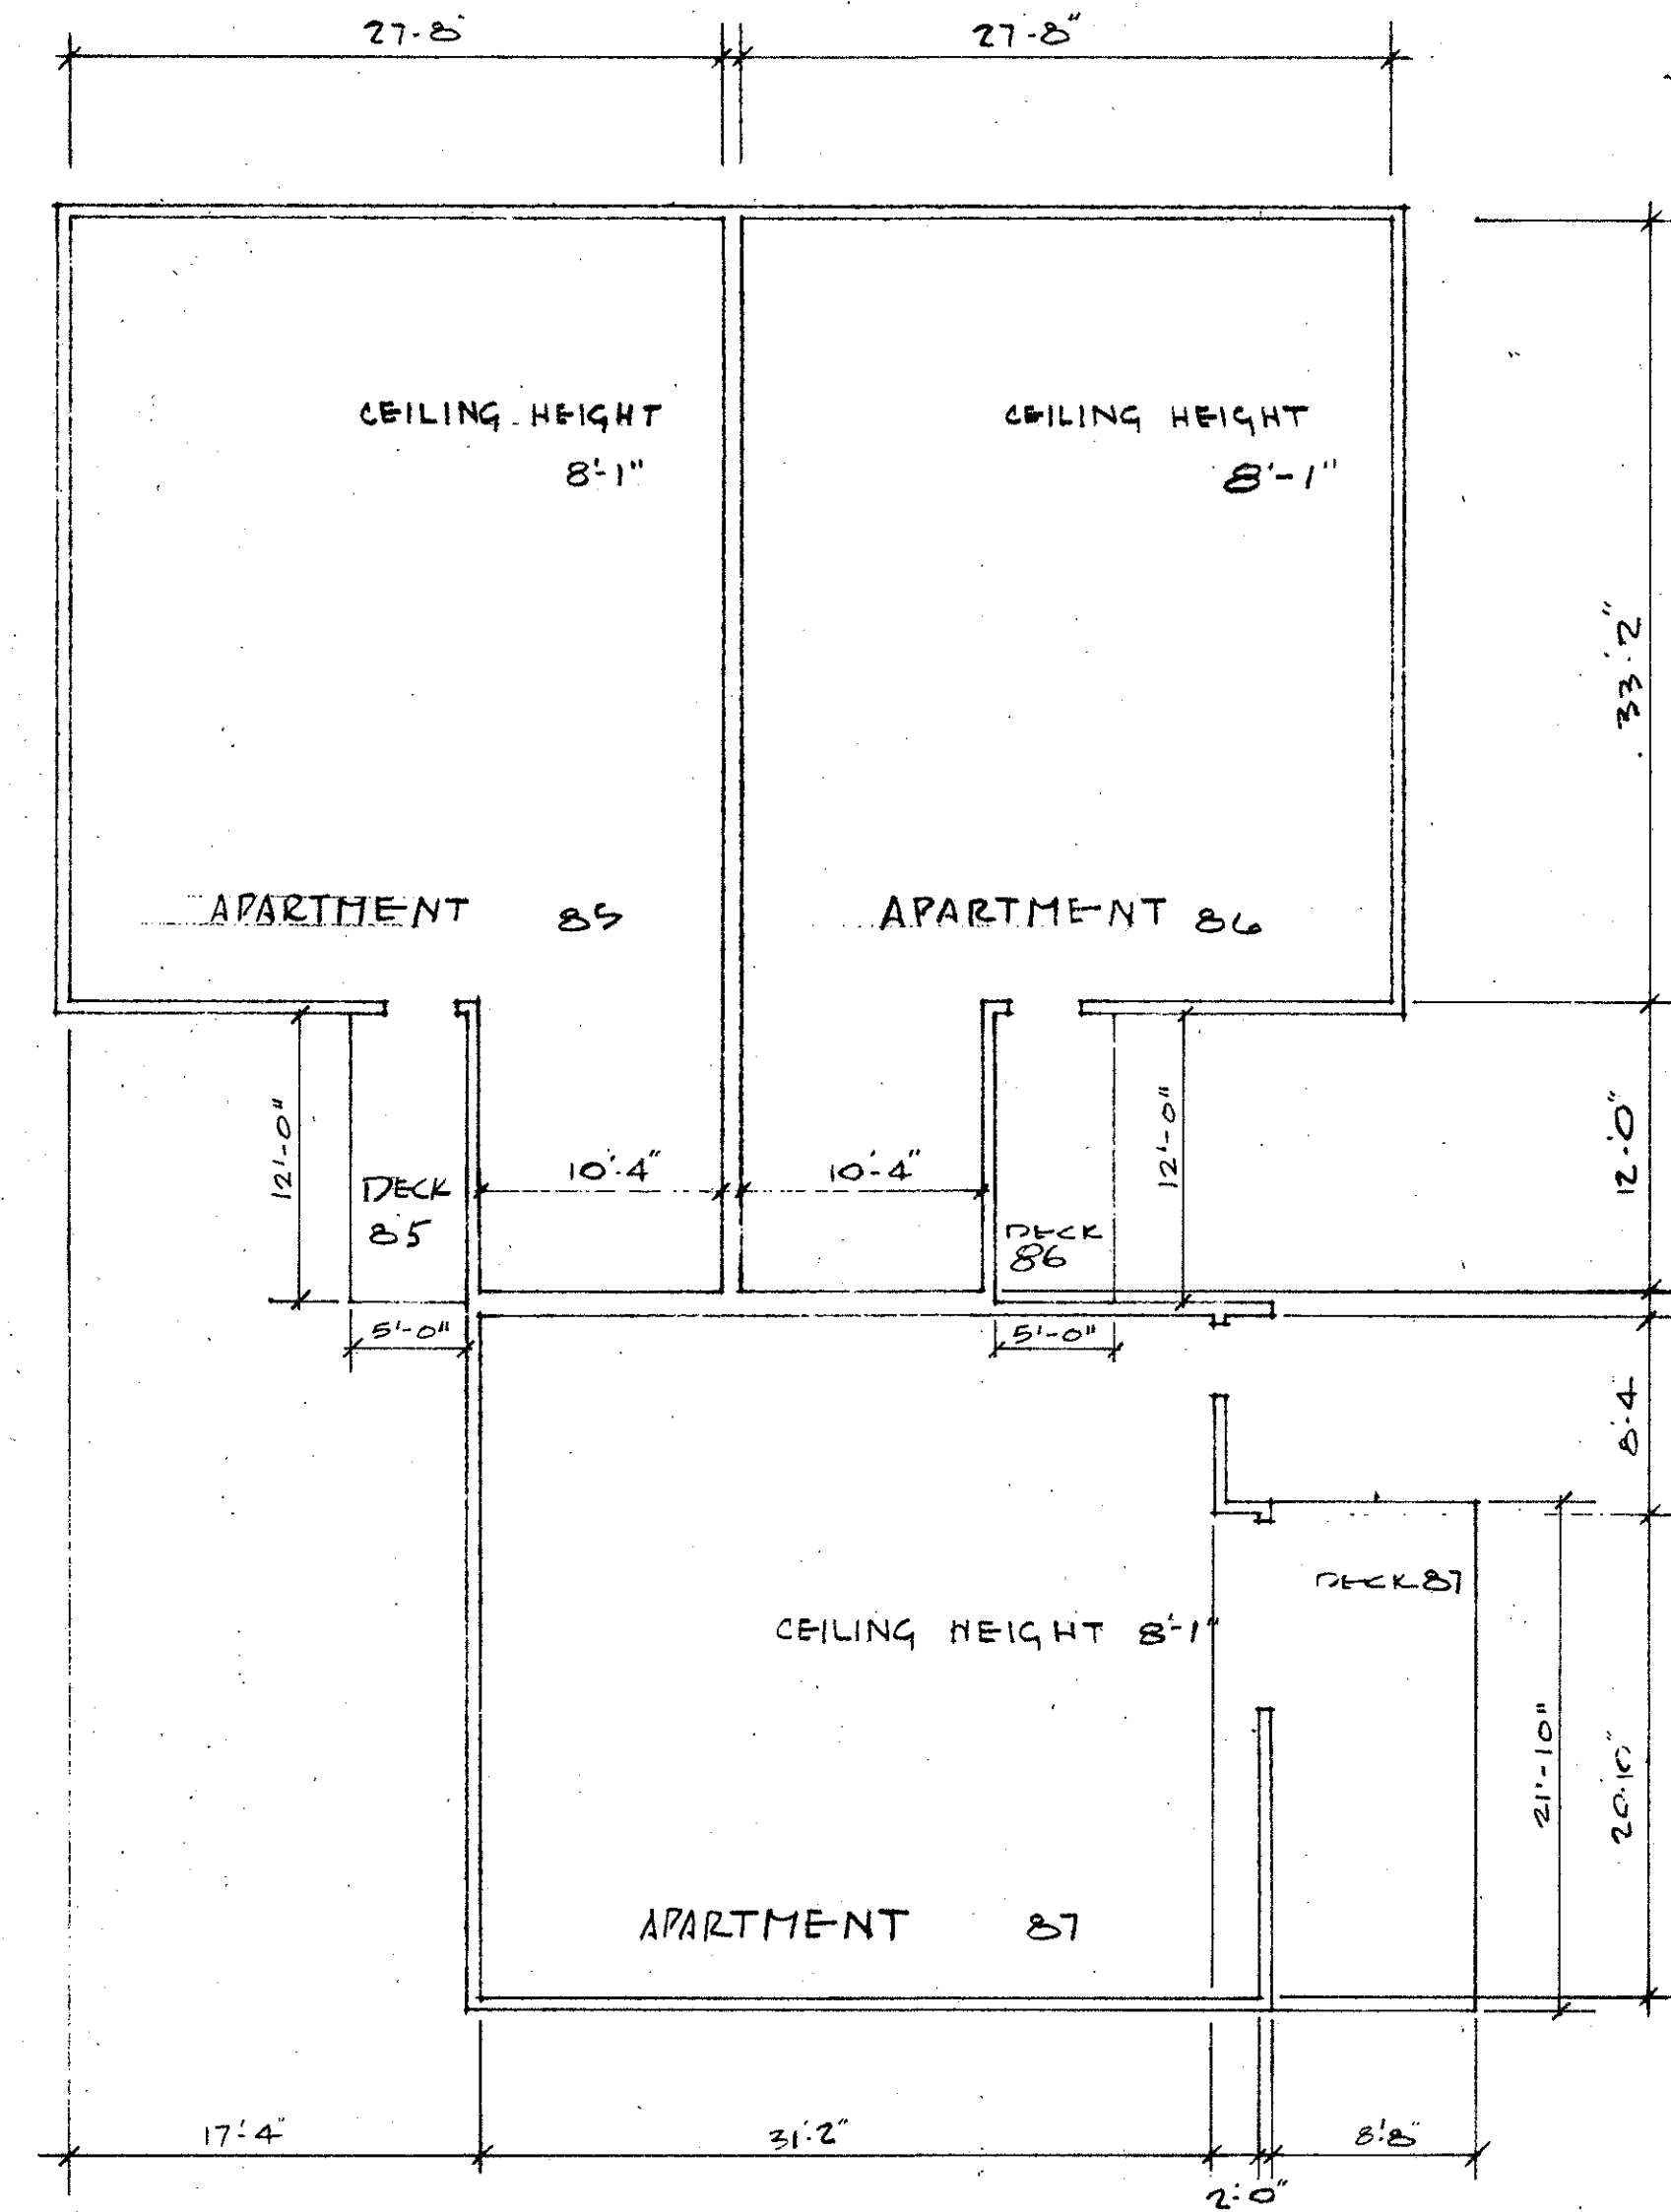 27'-8"
27'-8"
CEILING HEIGHT
8'-1"
CEILING HEIGHT
8'-1"
33'-2"
APARTMENT 85
APARTMENT 86
12'-0"
DECK
85
10'-4"
10'-4"
DECK
86
12'-0"
12'-0"
5'-0"
5'-0"
8'-4
DECK 87
CEILING HEIGHT 8'-1"
21'-10"
20'-10"
APARTMENT 87
17'-4"
31'-2"
2'-0"
8'-8"